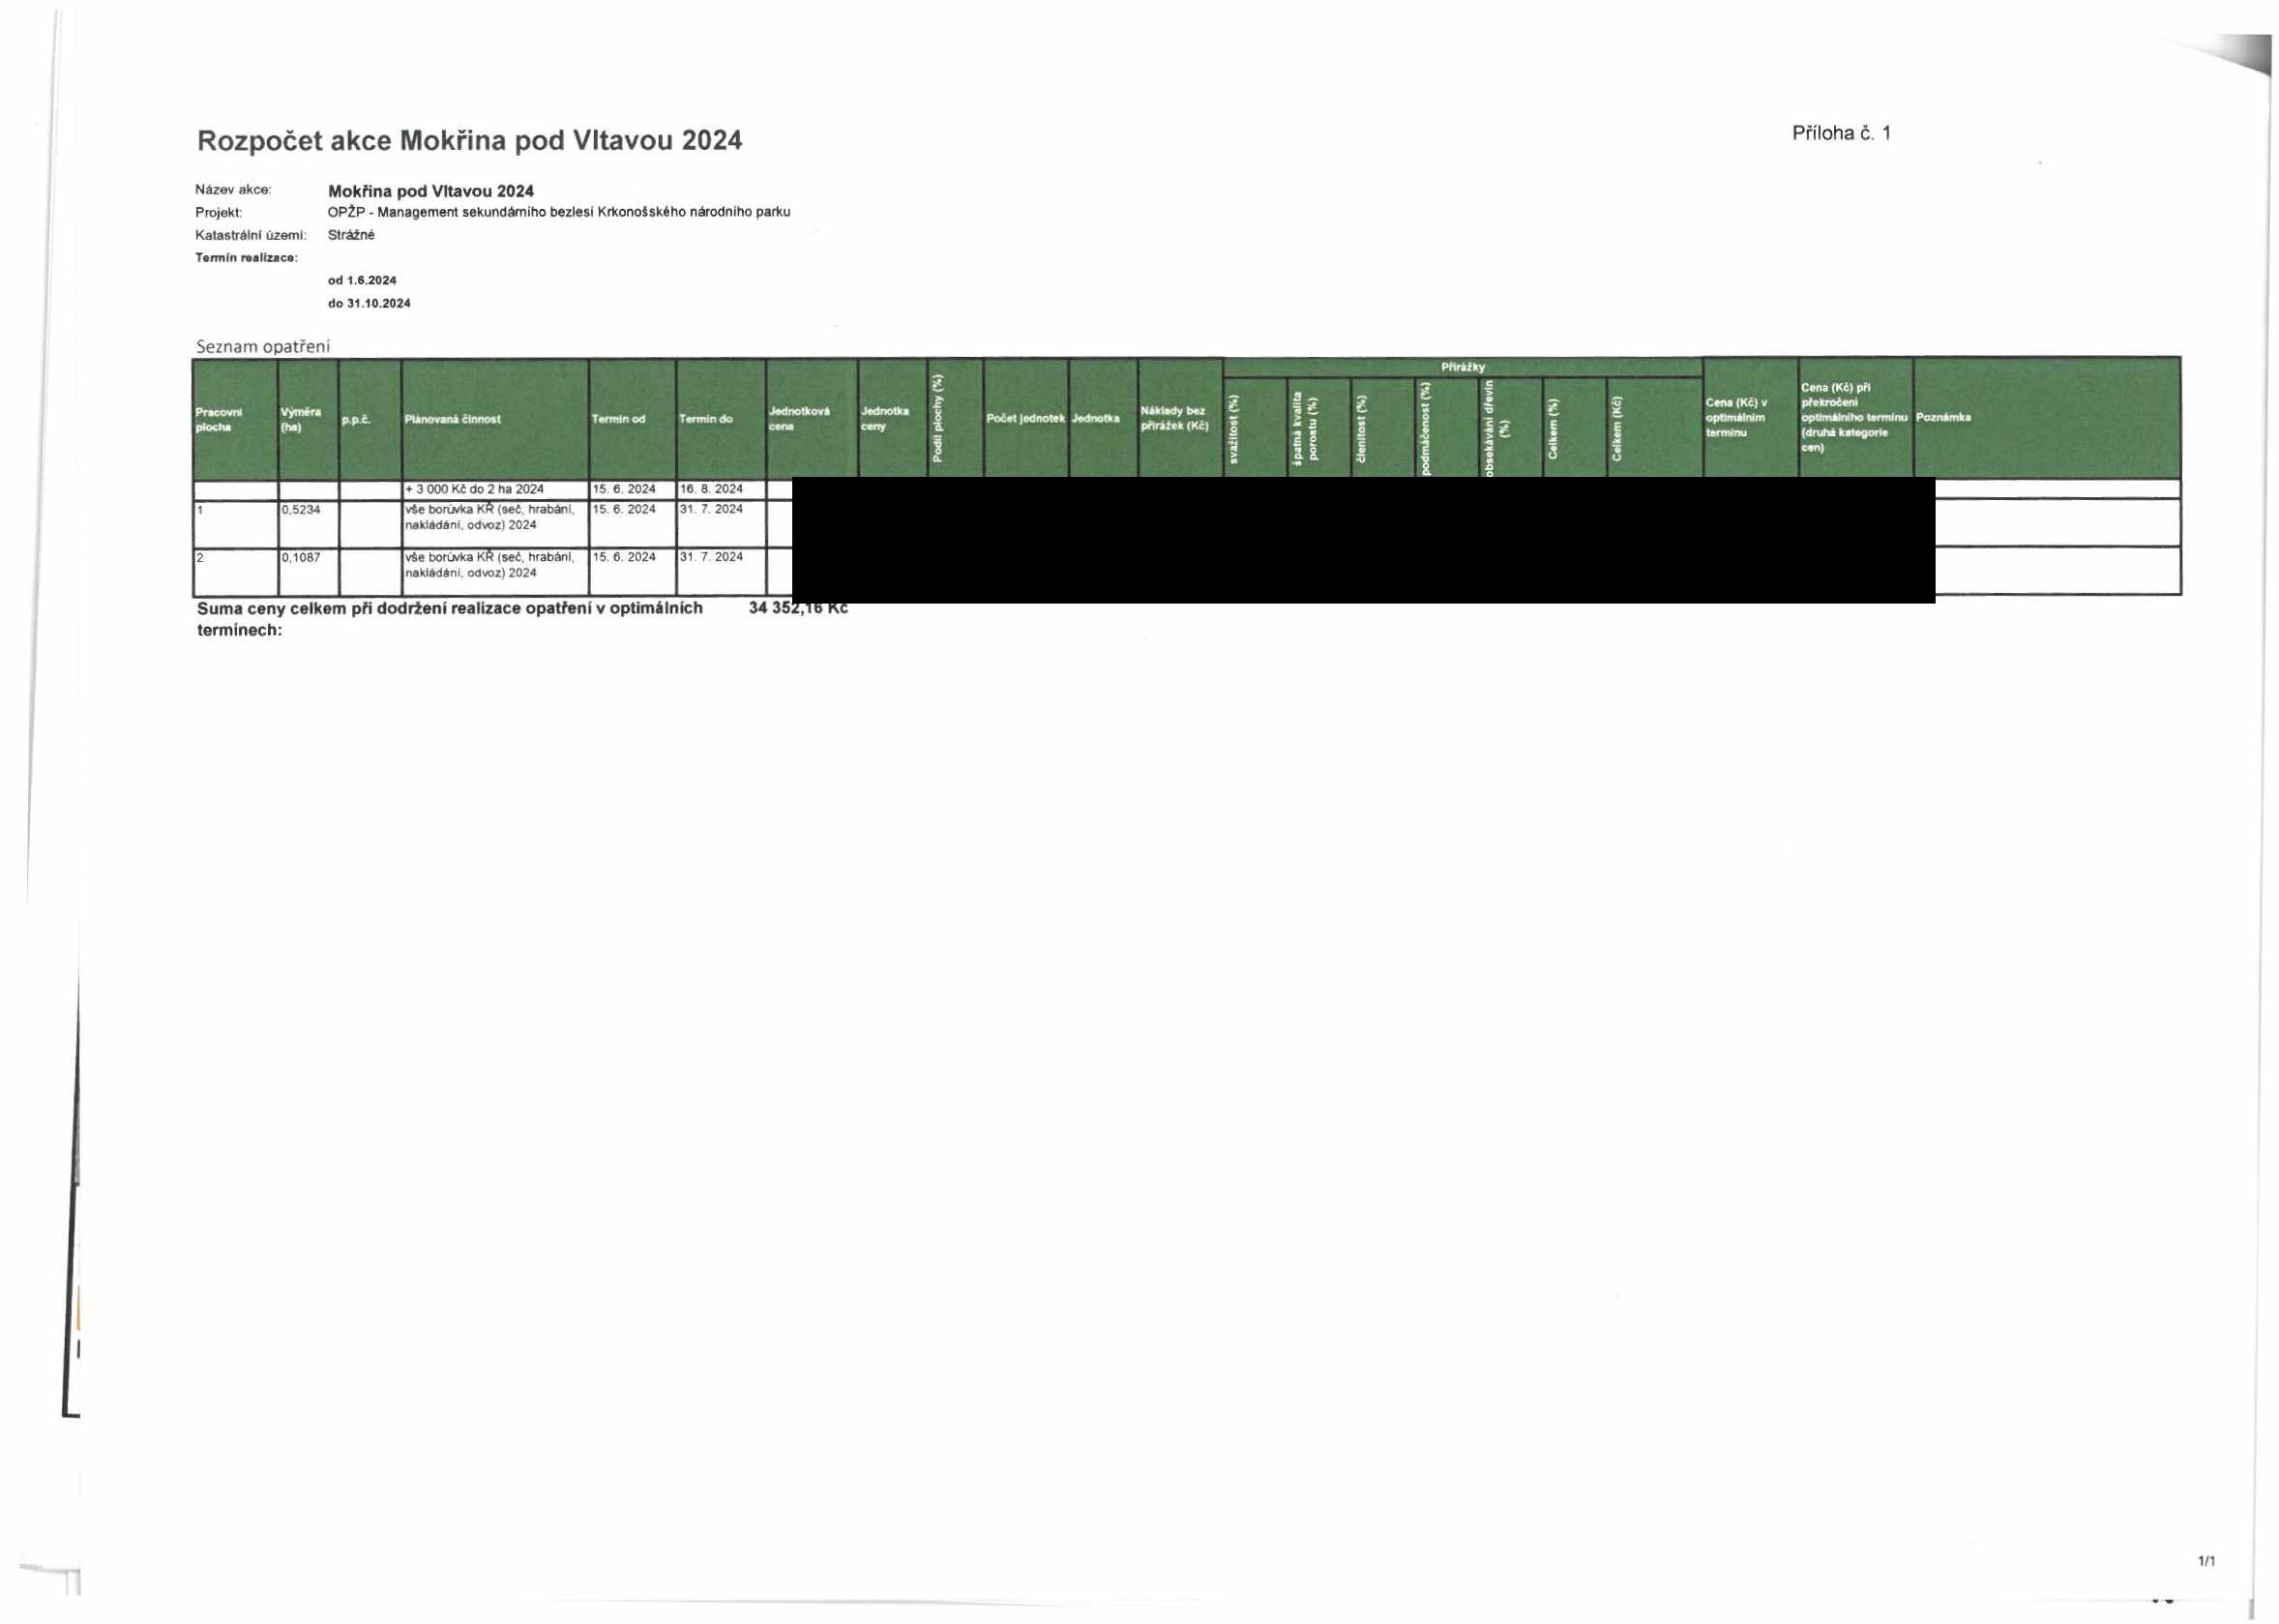 Rozpočet akce Mokřina pod Vltavou 2024
Příloha č. 1
Název akce: Mokřina pod Vltavou 2024
Projekt: OPŽP - Management sekundárního bezlesí Krkonošského národního parku
Katastrální území: Strážné
Termín realizace:
od 1.6.2024
do 31.10.2024
Seznam opatření
Pracovní plocha
Výměra (ha)
p.p.č.
Plánovaná činnost
Termín od
Termín do
Jednotková cena
Jednotka ceny
Podíl plochy (%)
Počet jednotek
Jednotka
Náklady bez přirážek (Kč)
Přirážky
svažitost (%)
špatná kvalita porostu (%)
členitost (%)
podmáčenost (%)
obsekávání dřevin (%)
Celkem (%)
Celkem (Kč)
Cena (Kč) v optimálním termínu
Cena (Kč) při překročení optimálního termínu (druhá kategorie cen)
Poznámka
+ 3 000 Kč do 2 ha 2024 15. 6. 2024 16. 8. 2024
1 0,5234 vše borůvka KŘ (seč, hrabání, 15. 6. 2024 31. 7. 2024
nakládání, odvoz) 2024
2 0,1087 vše borůvka KŘ (seč, hrabání, 15. 6. 2024 31. 7. 2024
nakládání, odvoz) 2024
Suma ceny celkem při dodržení realizace opatření v optimálních 34 352,16 Kč
termínech:
1/1